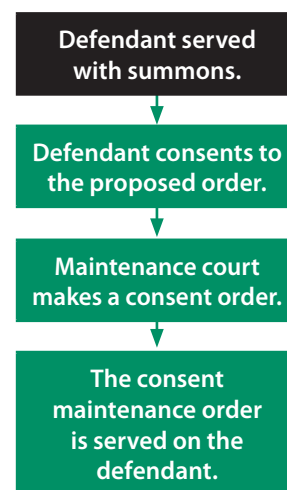 Defendant served
with summons.
Defendant consents to
the proposed order.
Maintenance court
makes a consent order.
The consent
maintenance order
is served on the
defendant.